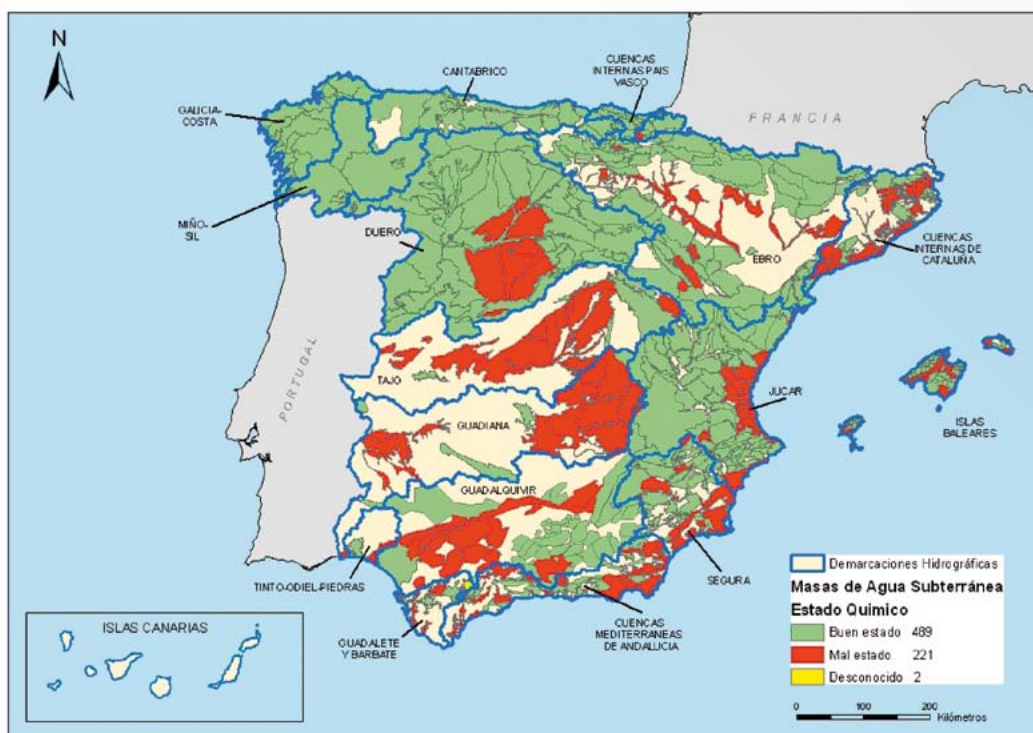 N
CANTABRICO
CUENCAS
INTERNAS PAIS
VASCO
GALICIA-
COSTA
FRANCIA
MIÑO-
SIL
DUERO
EBRO
CUENCAS
INTERNAS DE
CATALUÑA
PORTUGAL
TAJO
JUCAR
ISLAS
BALEARES
GUADIANA
GUADALQUIVIR
TINTO-ODIEL-PIEDRAS
SEGURA
GUADALETE
Y BARBATE
CUENCAS
MEDITERRANEAS
DE ANDALUCIA
ISLAS CANARIAS
Demarcaciones Hidrográficas
Masas de Agua Subterránea
Estado Químico
Buen estado 489
Mal estado 221
Desconocido 2
0 100 200
Kilómetros